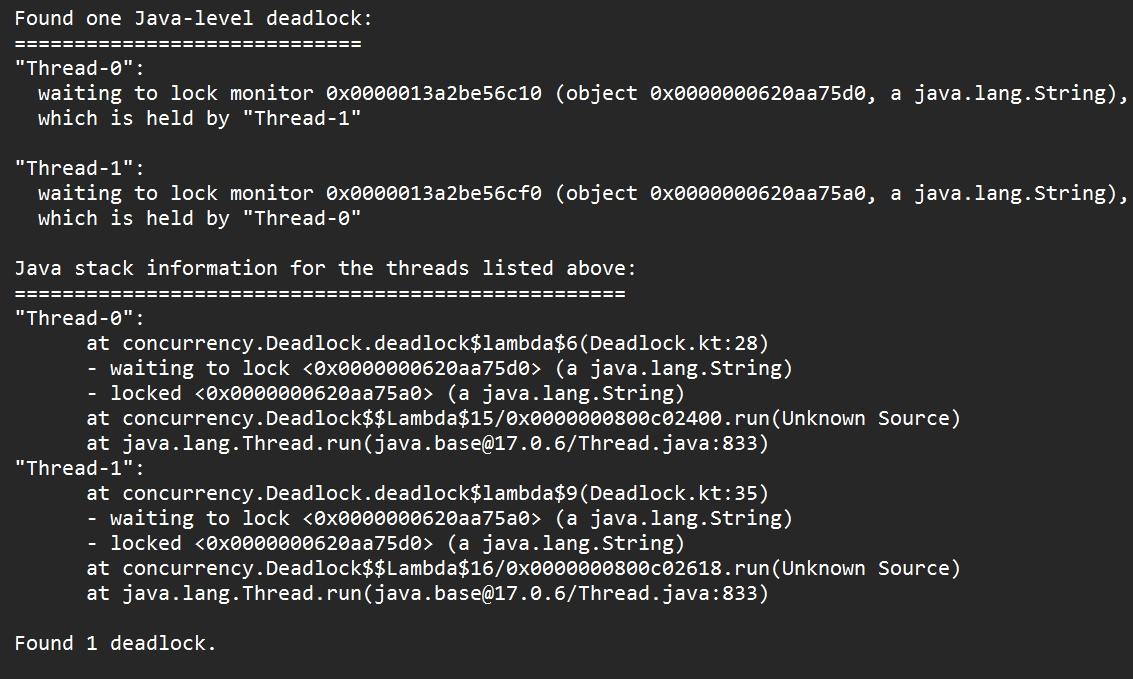 Found one Java-level deadlock:
=============================
"Thread-0":
  waiting to lock monitor 0x0000013a2be56c10 (object 0x0000000620aa75d0, a java.lang.String),
  which is held by "Thread-1"

"Thread-1":
  waiting to lock monitor 0x0000013a2be56cf0 (object 0x0000000620aa75a0, a java.lang.String),
  which is held by "Thread-0"

Java stack information for the threads listed above:
===================================================
"Thread-0":
      at concurrency.Deadlock.deadlock$lambda$6(Deadlock.kt:28)
      - waiting to lock <0x0000000620aa75d0> (a java.lang.String)
      - locked <0x0000000620aa75a0> (a java.lang.String)
      at concurrency.Deadlock$$Lambda$15/0x0000000800c02400.run(Unknown Source)
      at java.lang.Thread.run(java.base@17.0.6/Thread.java:833)
"Thread-1":
      at concurrency.Deadlock.deadlock$lambda$9(Deadlock.kt:35)
      - waiting to lock <0x0000000620aa75a0> (a java.lang.String)
      - locked <0x0000000620aa75d0> (a java.lang.String)
      at concurrency.Deadlock$$Lambda$16/0x0000000800c02618.run(Unknown Source)
      at java.lang.Thread.run(java.base@17.0.6/Thread.java:833)

Found 1 deadlock.